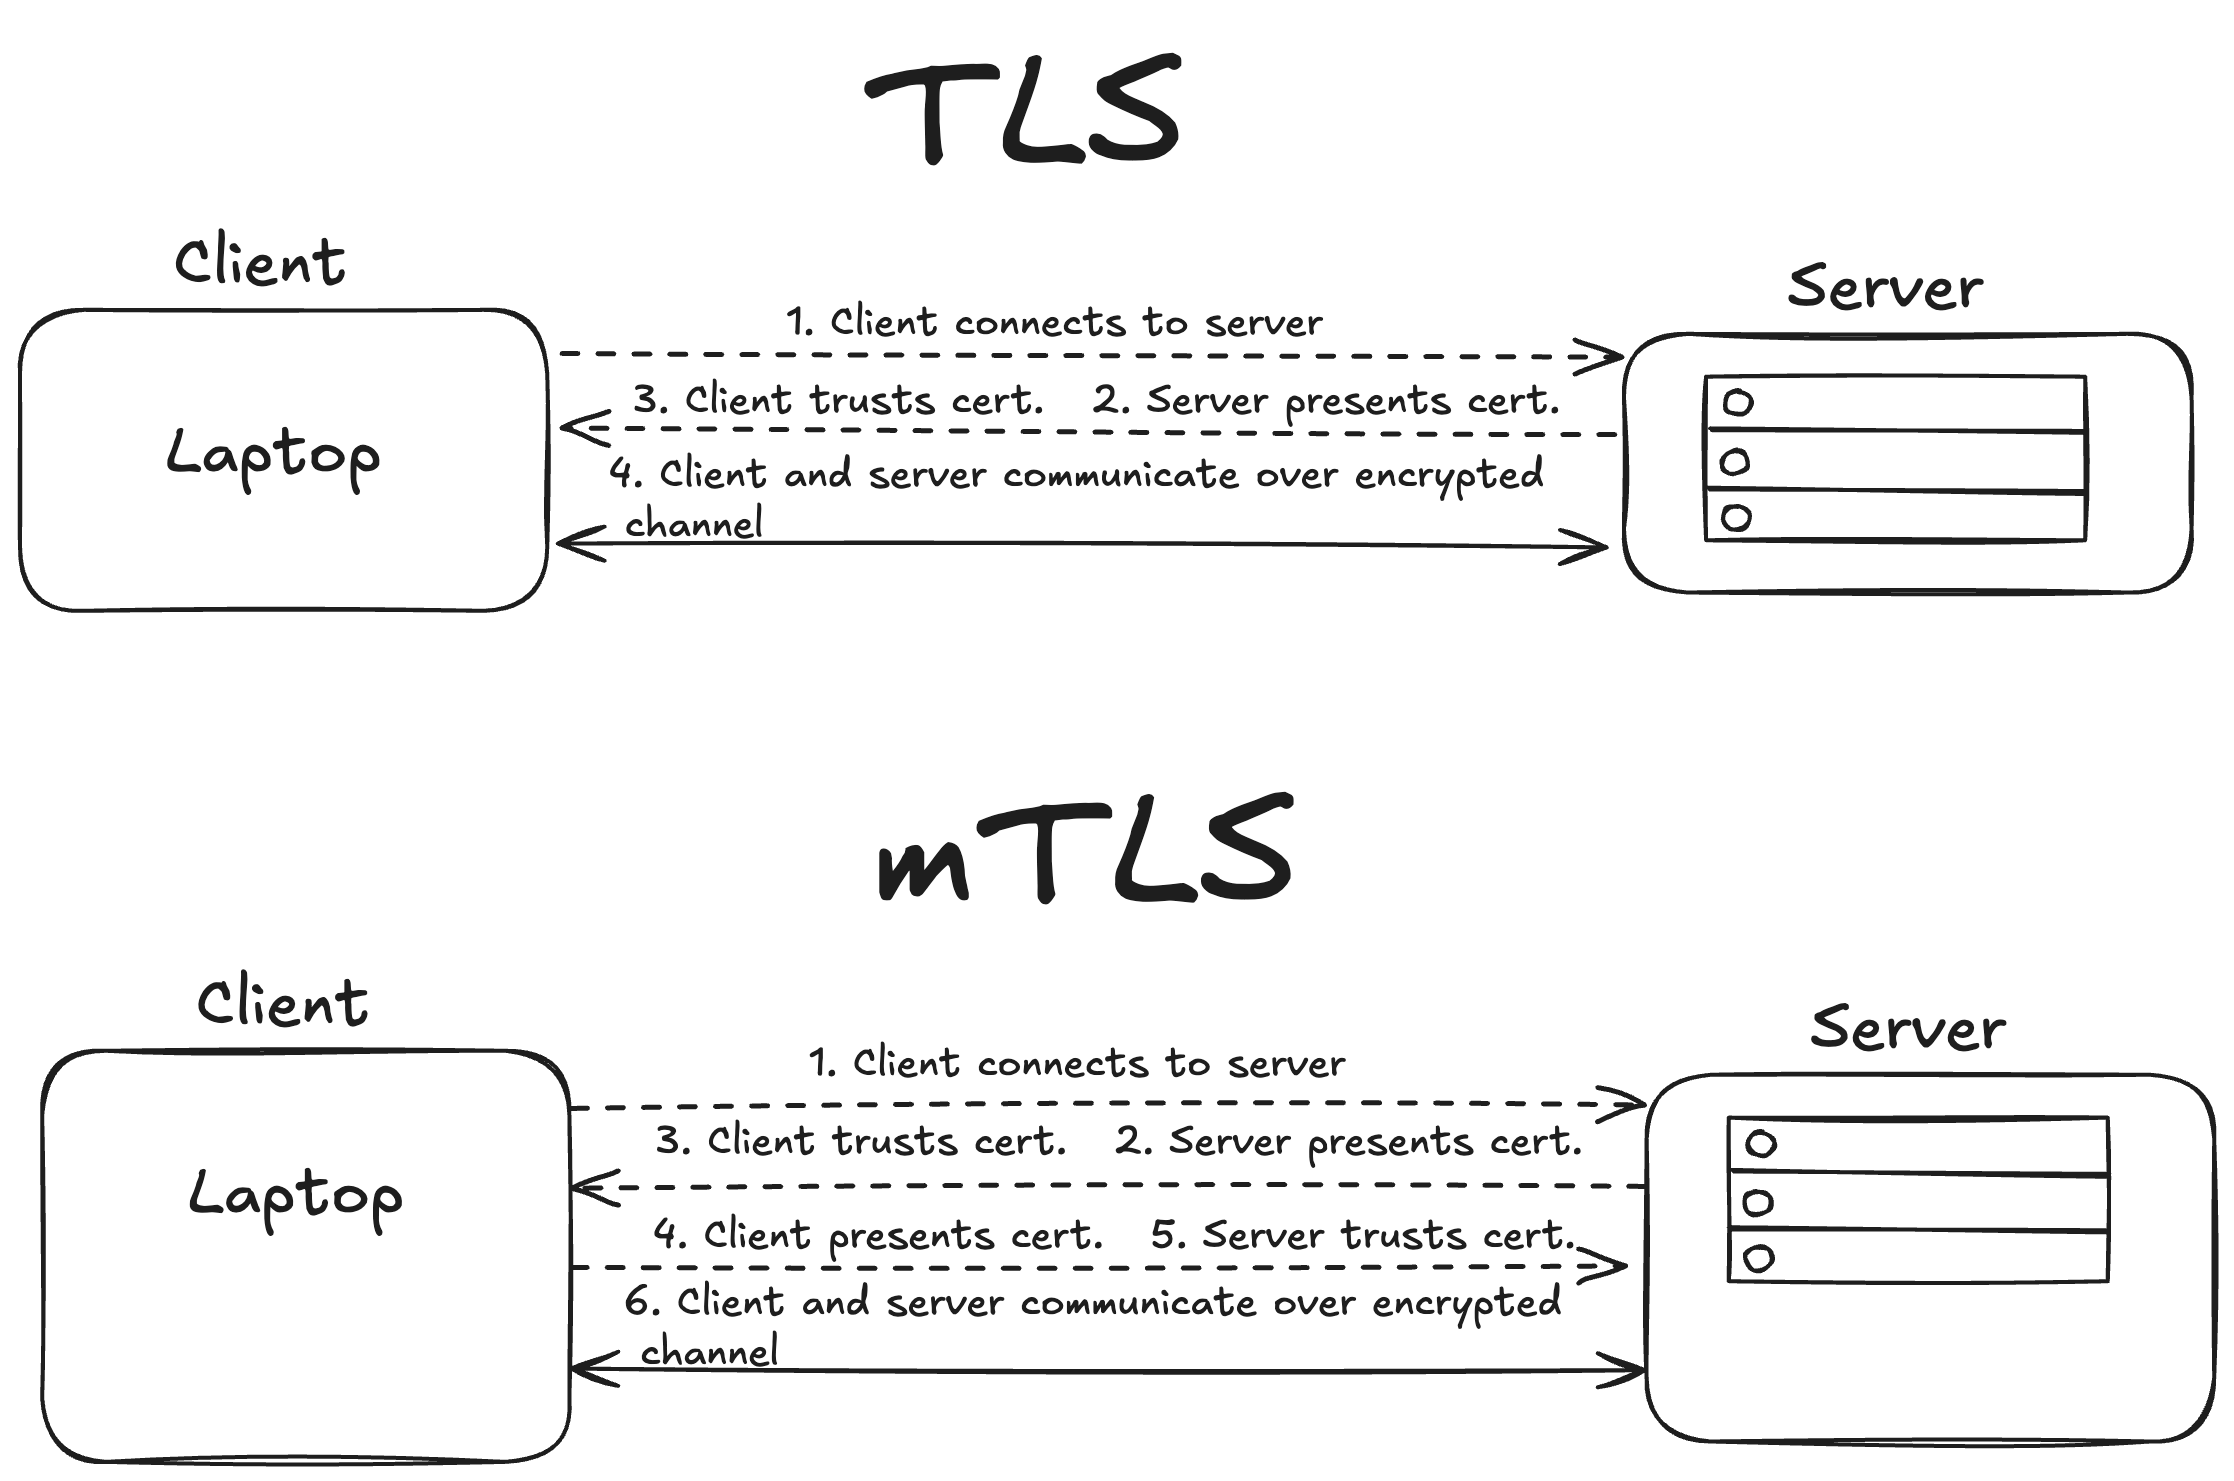 TLS
Client
Server
Laptop
1. Client connects to server
3. Client trusts cert. 2. Server presents cert.
4. Client and server communicate over encrypted
channel
mTLS
Client
Server
Laptop
1. Client connects to server
3. Client trusts cert. 2. Server presents cert.
4. Client presents cert. 5. Server trusts cert.
6. Client and server communicate over encrypted
channel